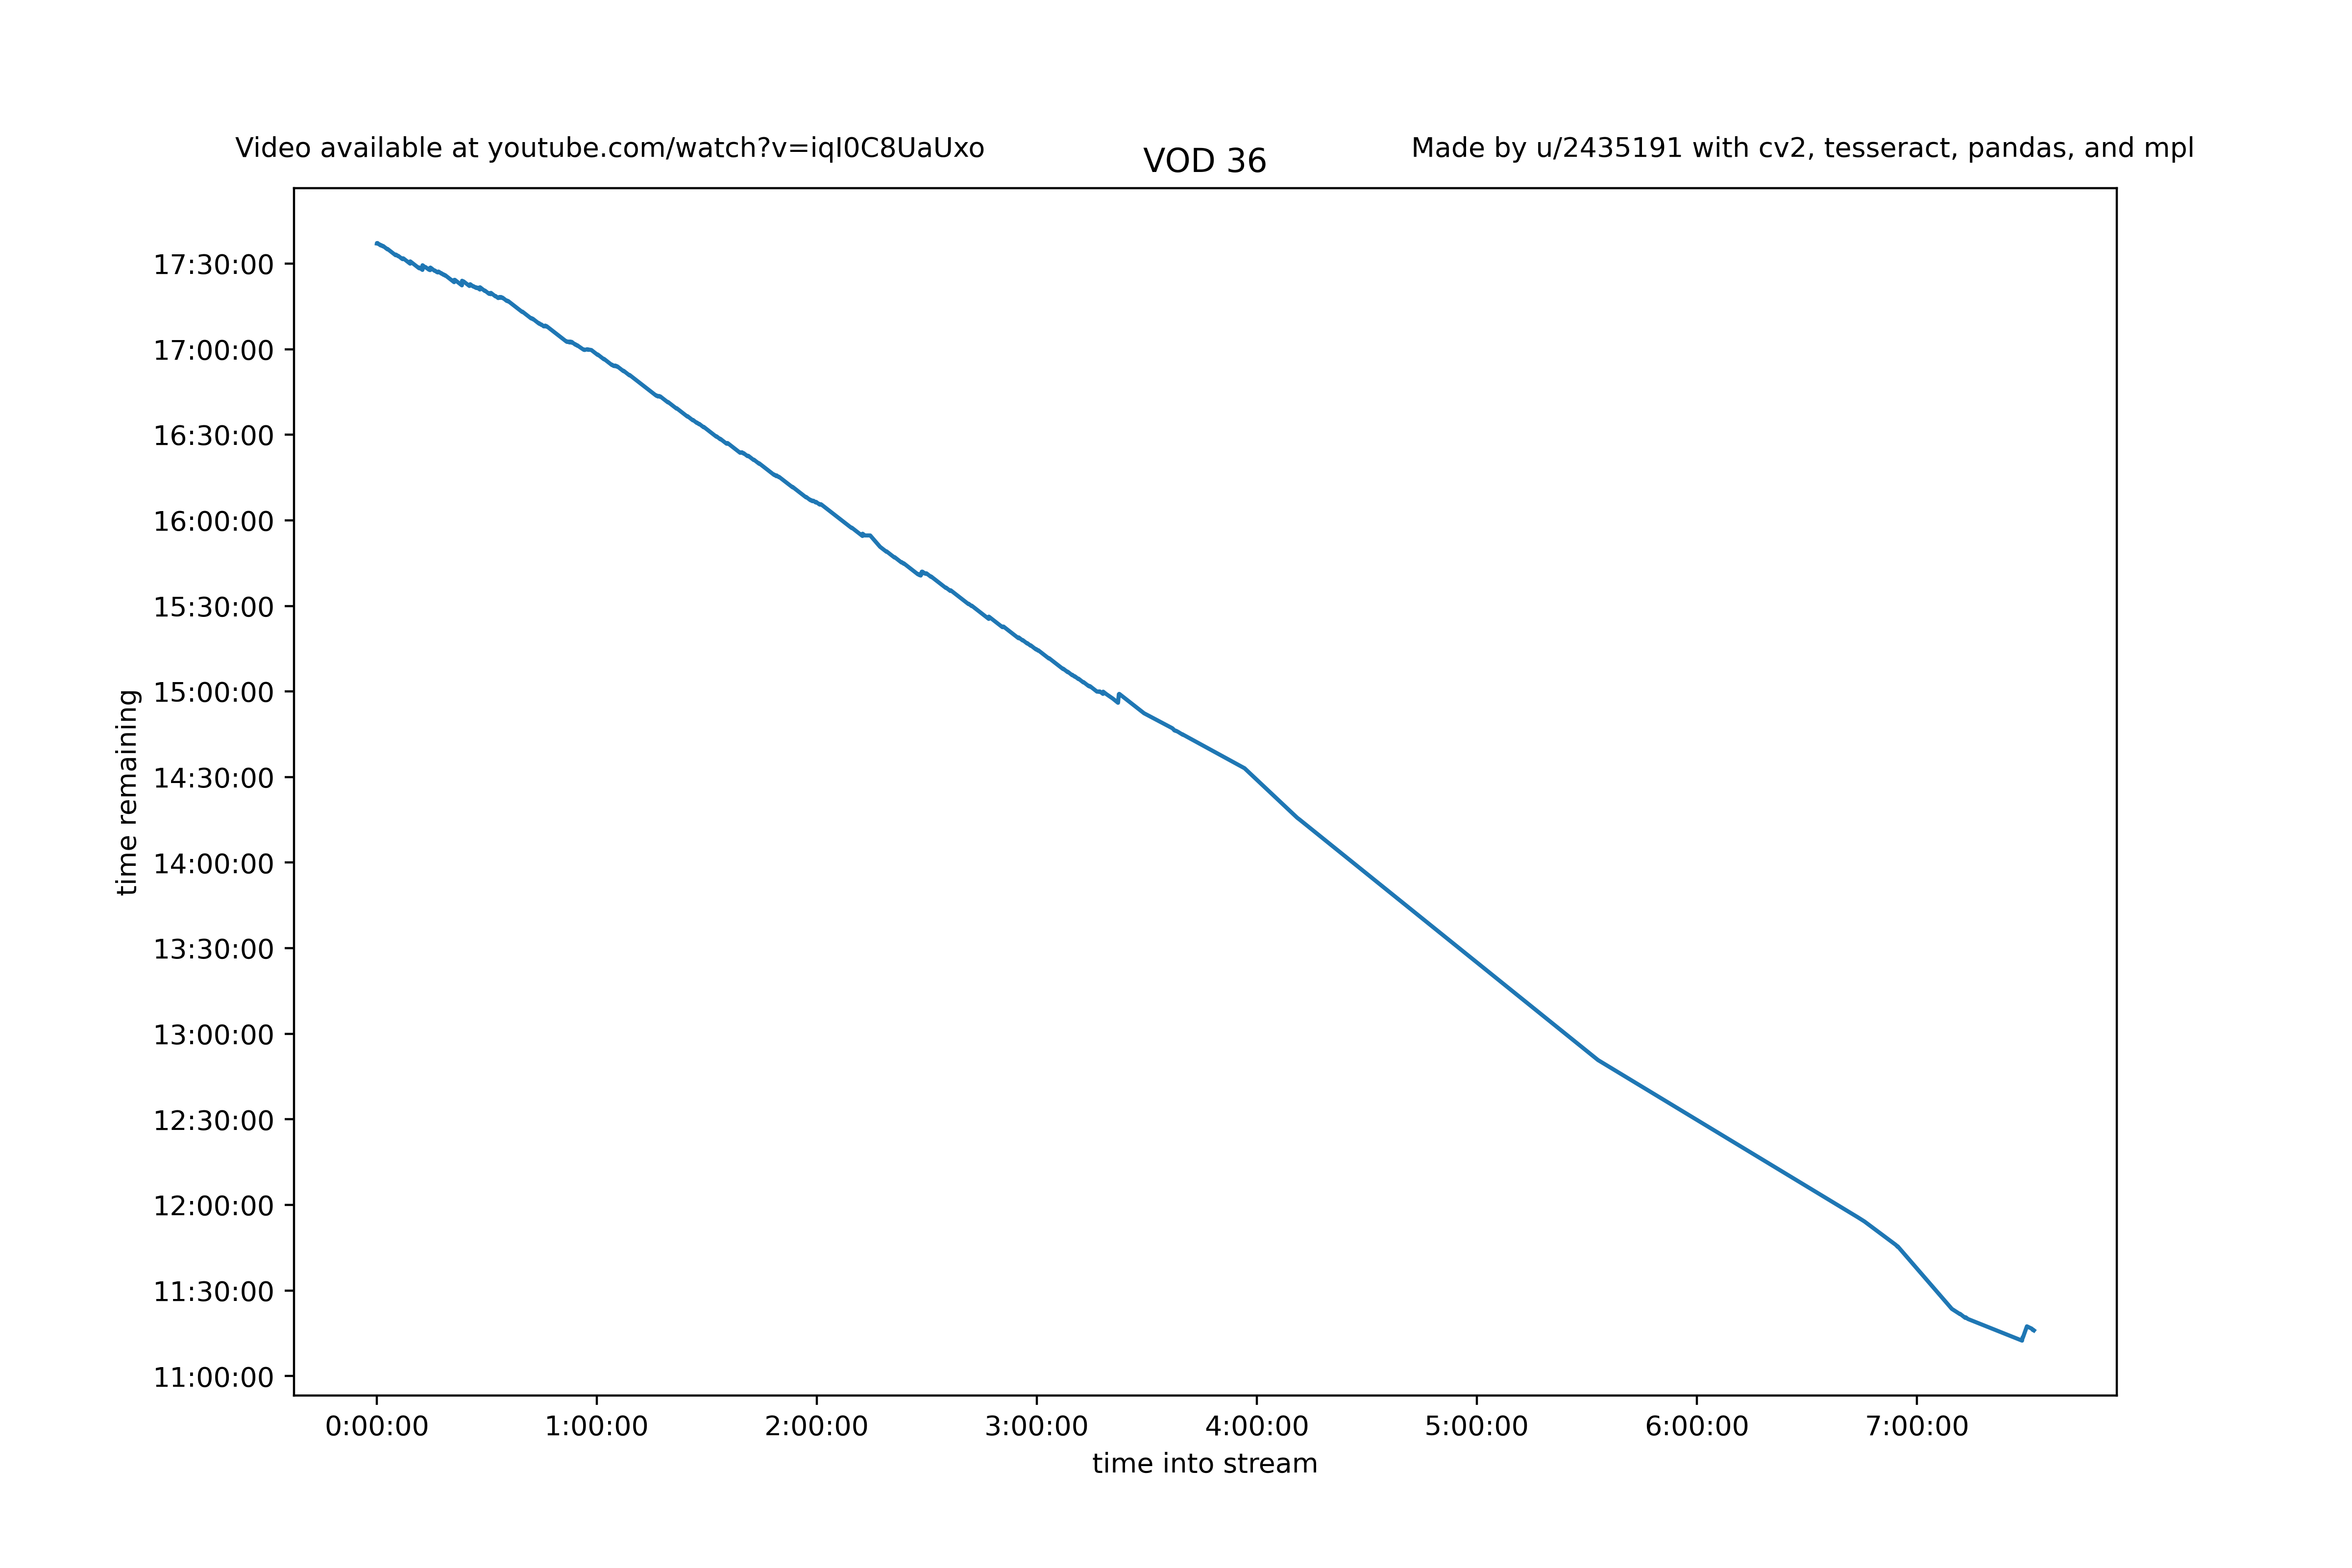 Video available at youtube.com/watch?v=iqI0C8UaUxo
VOD 36
Made by u/2435191 with cv2, tesseract, pandas, and mpl
time remaining
17:30:00
17:00:00
16:30:00
16:00:00
15:30:00
15:00:00
14:30:00
14:00:00
13:30:00
13:00:00
12:30:00
12:00:00
11:30:00
11:00:00
0:00:00 1:00:00 2:00:00 3:00:00 4:00:00 5:00:00 6:00:00 7:00:00
time into stream